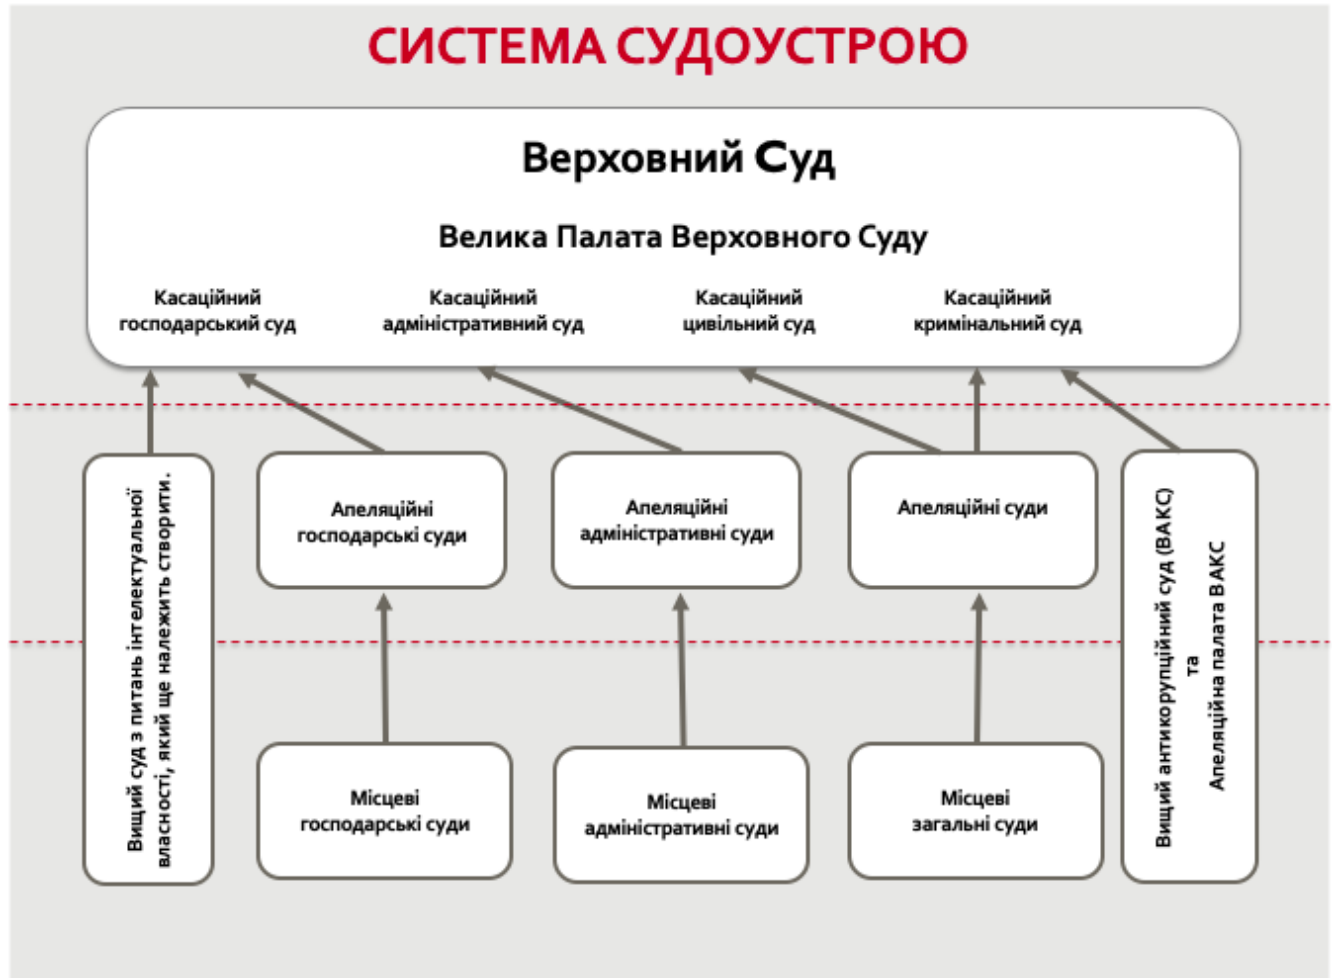 СИСТЕМА СУДОУСТРОЮ
Верховний Суд
Велика Палата Верховного Суду
Касаційний
господарський суд
Касаційний
адміністративний суд
Касаційний
цивільний суд
Касаційний
кримінальний суд
Вищий суд з питань інтелектуальної
власності, який ще належить створити.
Апеляційні
господарські суди
Апеляційні
адміністративні суди
Апеляційні суди
Вищий антикорупційний суд (ВАКС)
та
Апеляційна палата ВАКС
Місцеві
господарські суди
Місцеві
адміністративні суди
Місцеві
загальні суди